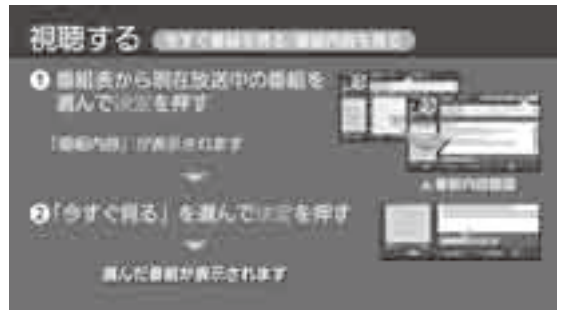 視聴する 今すぐ番組を見る/番組内容を見る
❶ 番組表から現在放送中の番組を
選んで決定を押す
「番組内容」が表示されます
▲番組内容画面
❷「今すぐ見る」を選んで決定を押す
選んだ番組が表示されます